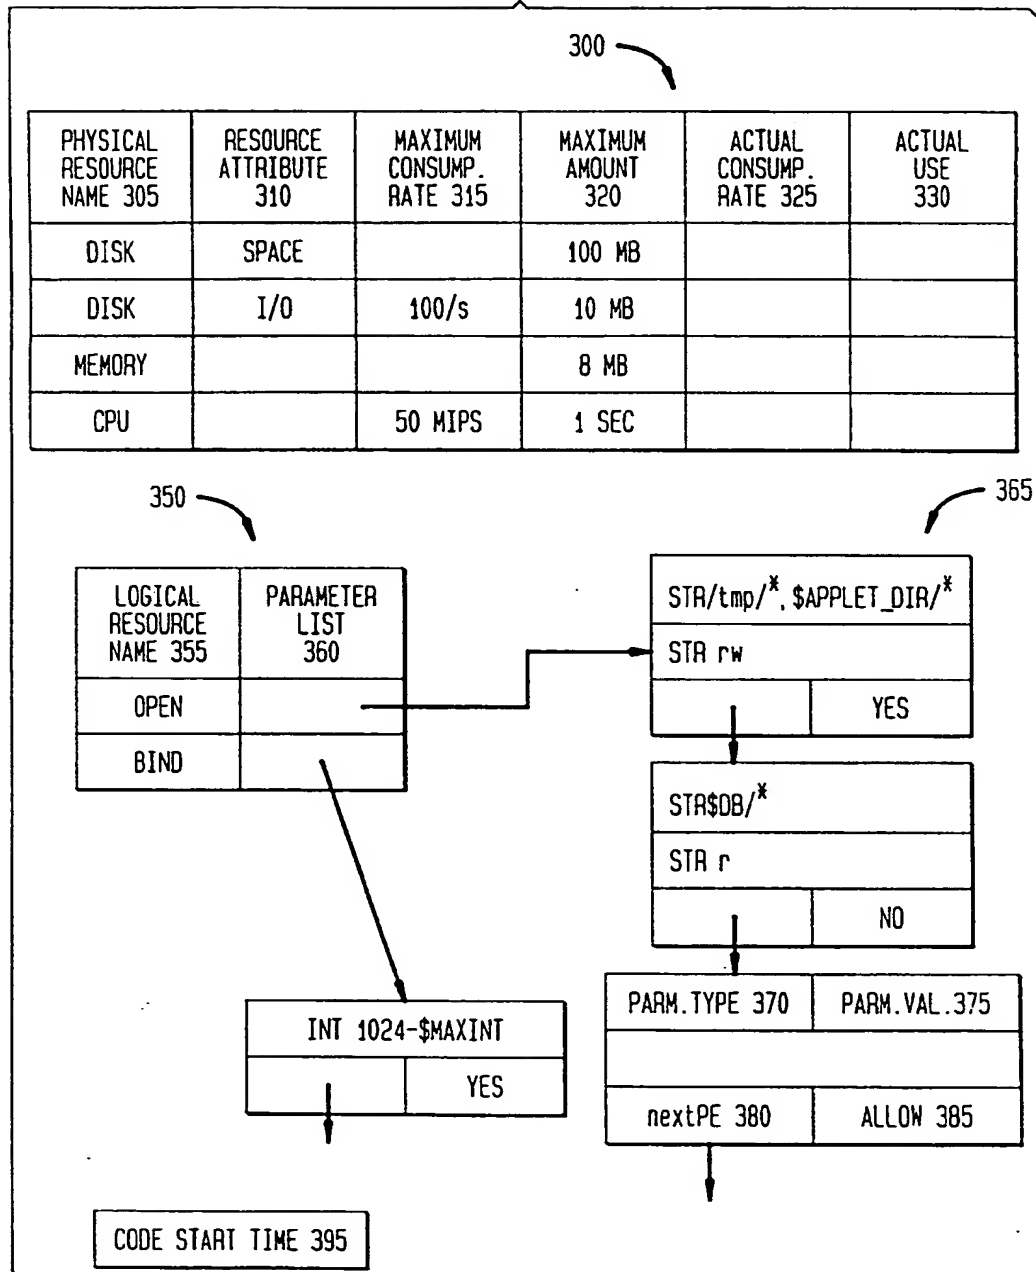 300
PHYSICAL RESOURCE NAME 305 RESOURCE ATTRIBUTE 310 MAXIMUM CONSUMP. RATE 315 MAXIMUM AMOUNT 320 ACTUAL CONSUMP. RATE 325 ACTUAL USE 330
DISK SPACE 100 MB
DISK I/O 100/s 10 MB
MEMORY 8 MB
CPU 50 MIPS 1 SEC
350
365
LOGICAL RESOURCE NAME 355 PARAMETER LIST 360
OPEN
BIND
STR/tmp/*, $APPLET_DIR/*
STR rw
YES
STR$DB/*
STR r
NO
INT 1024-$MAXINT
YES
PARM.TYPE 370 PARM.VAL.375
nextPE 380 ALLOW 385
CODE START TIME 395